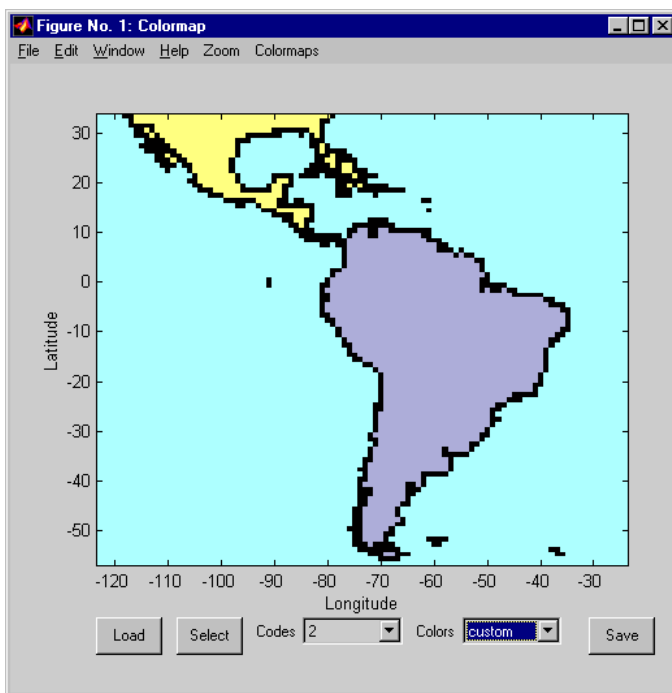 Figure No. 1: Colormap
File Edit Window Help Zoom Colormaps
30
20
10
0
-10
-20
-30
-40
-50
Latitude
-120 -110 -100 -90 -80 -70 -60 -50 -40 -30
Longitude
Load Select Codes 2 Colors custom Save